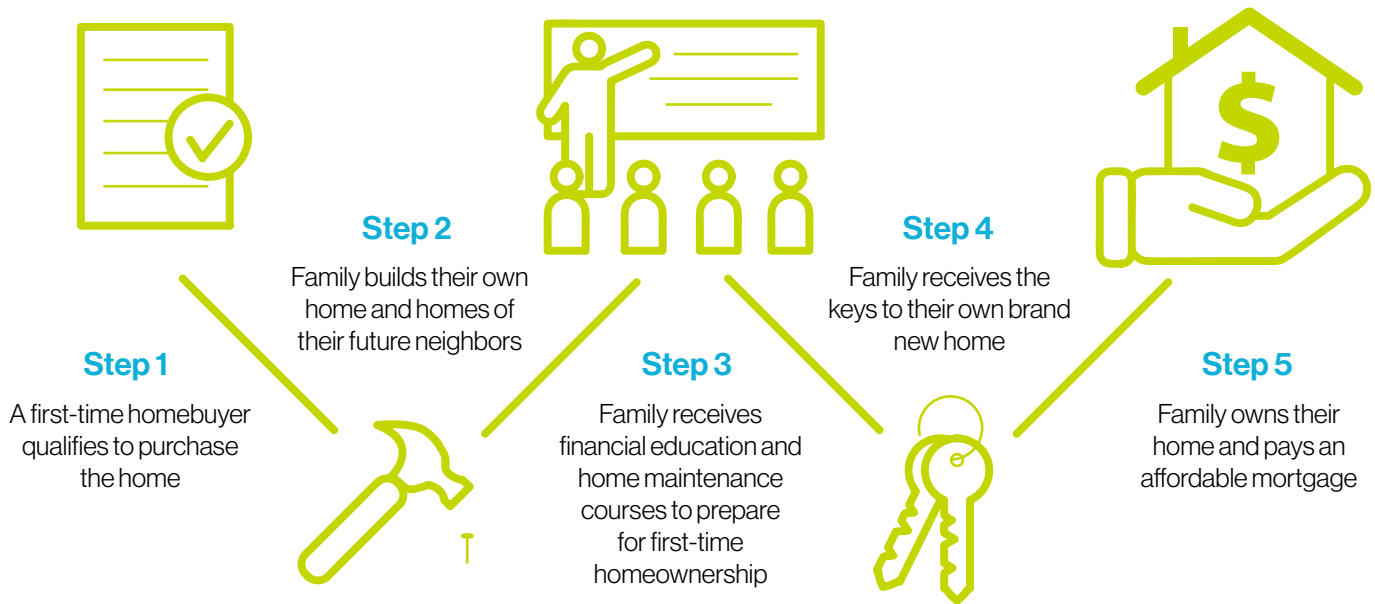 Step 1
A first-time homebuyer
qualifies to purchase
the home
Step 2
Family builds their own
home and homes of
their future neighbors
Step 3
Family receives
financial education and
home maintenance
courses to prepare
for first-time
homeownership
Step 4
Family receives the
keys to their own brand
new home
Step 5
Family owns their
home and pays an
affordable mortgage
$